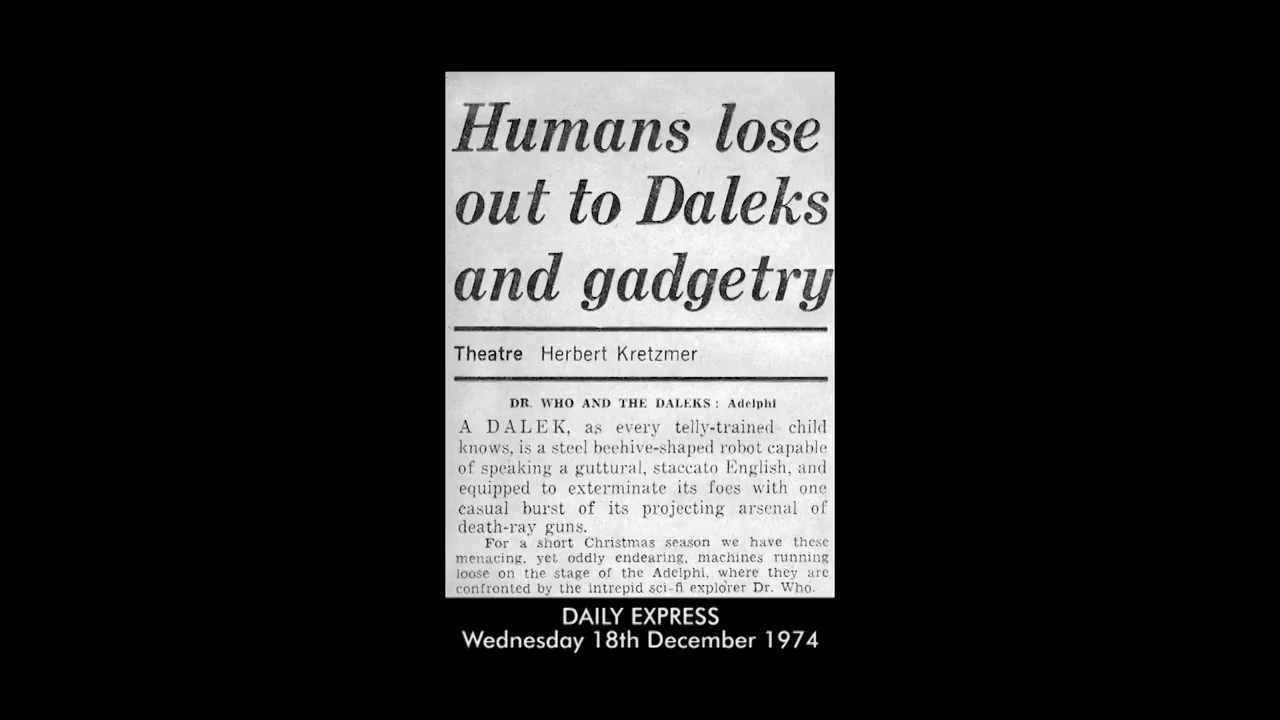 Humans lose
out to Daleks
and gadgetry
Theatre Herbert Kretzmer
DR. WHO AND THE DALEKS: Adelphi
A DALEK, as every telly-trained child
knows, is a steel beehive-shaped robot capable
of speaking a guttural, staccato English, and
equipped to exterminate its foes with one
casual burst of its projecting arsenal of
death-ray guns.
For a short Christmas season we have these
menacing, yet oddly endearing, machines running
loose on the stage of the Adelphi, where they are
confronted by the intrepid sci-fi explorer Dr. Who.
DAILY EXPRESS
Wednesday 18th December 1974